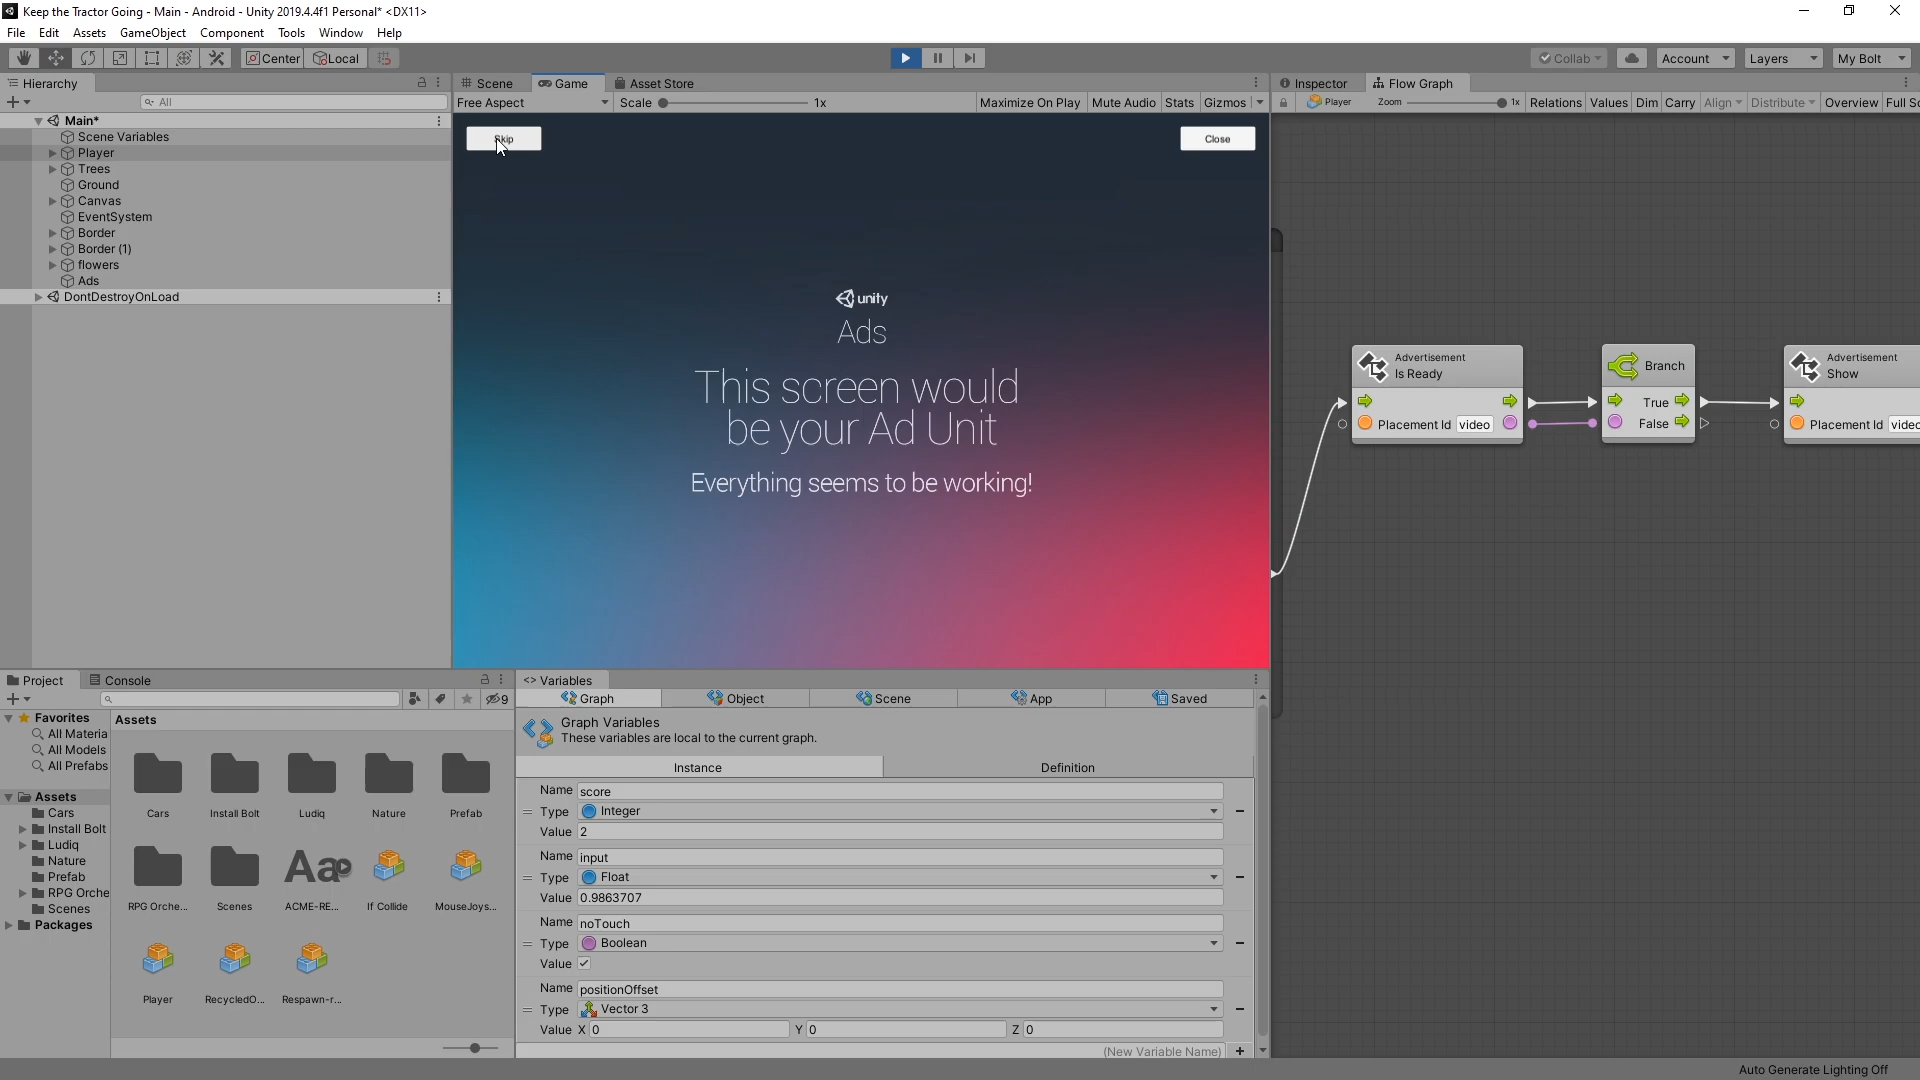 Keep the Tractor Going - Main - Android - Unity 2019.4.4f1 Personal* <DX11>
File Edit Assets GameObject Component Tools Window Help
Center Local
Collab Account Layers My Bolt
Hierarchy
All
Main*
Scene Variables
Player
Trees
Ground
Canvas
EventSystem
Border
Border (1)
flowers
Ads
DontDestroyOnLoad
Scene Game Asset Store
Free Aspect Scale 1x Maximize On Play Mute Audio Stats Gizmos
Skip
Close
unity
Ads
This screen would
be your Ad Unit
Everything seems to be working!
Inspector Flow Graph
Player Zoom 1x Relations Values Dim Carry Align Distribute Overview Full Sc
Advertisement
Is Ready
Placement Id video
Branch
True
False
Advertisement
Show
Placement Id video
Project Console
9
Favorites
All Materia
All Models
All Prefabs
Assets
Cars
Install Bolt
Ludiq
Nature
Prefab
RPG Orche
Scenes
Packages
Assets
Cars Install Bolt Ludiq Nature Prefab
Aa
RPG Orche... Scenes ACME-RE... If Collide MouseJoys...
Player RecycledO... Respawn-r...
<> Variables
Graph Object Scene App Saved
Graph Variables
These variables are local to the current graph.
Instance Definition
Name score
Type Integer
Value 2
Name input
Type Float
Value 0.9863707
Name noTouch
Type Boolean
Value
Name positionOffset
Type Vector 3
Value X 0 Y 0 Z 0
(New Variable Name)
Auto Generate Lighting Off